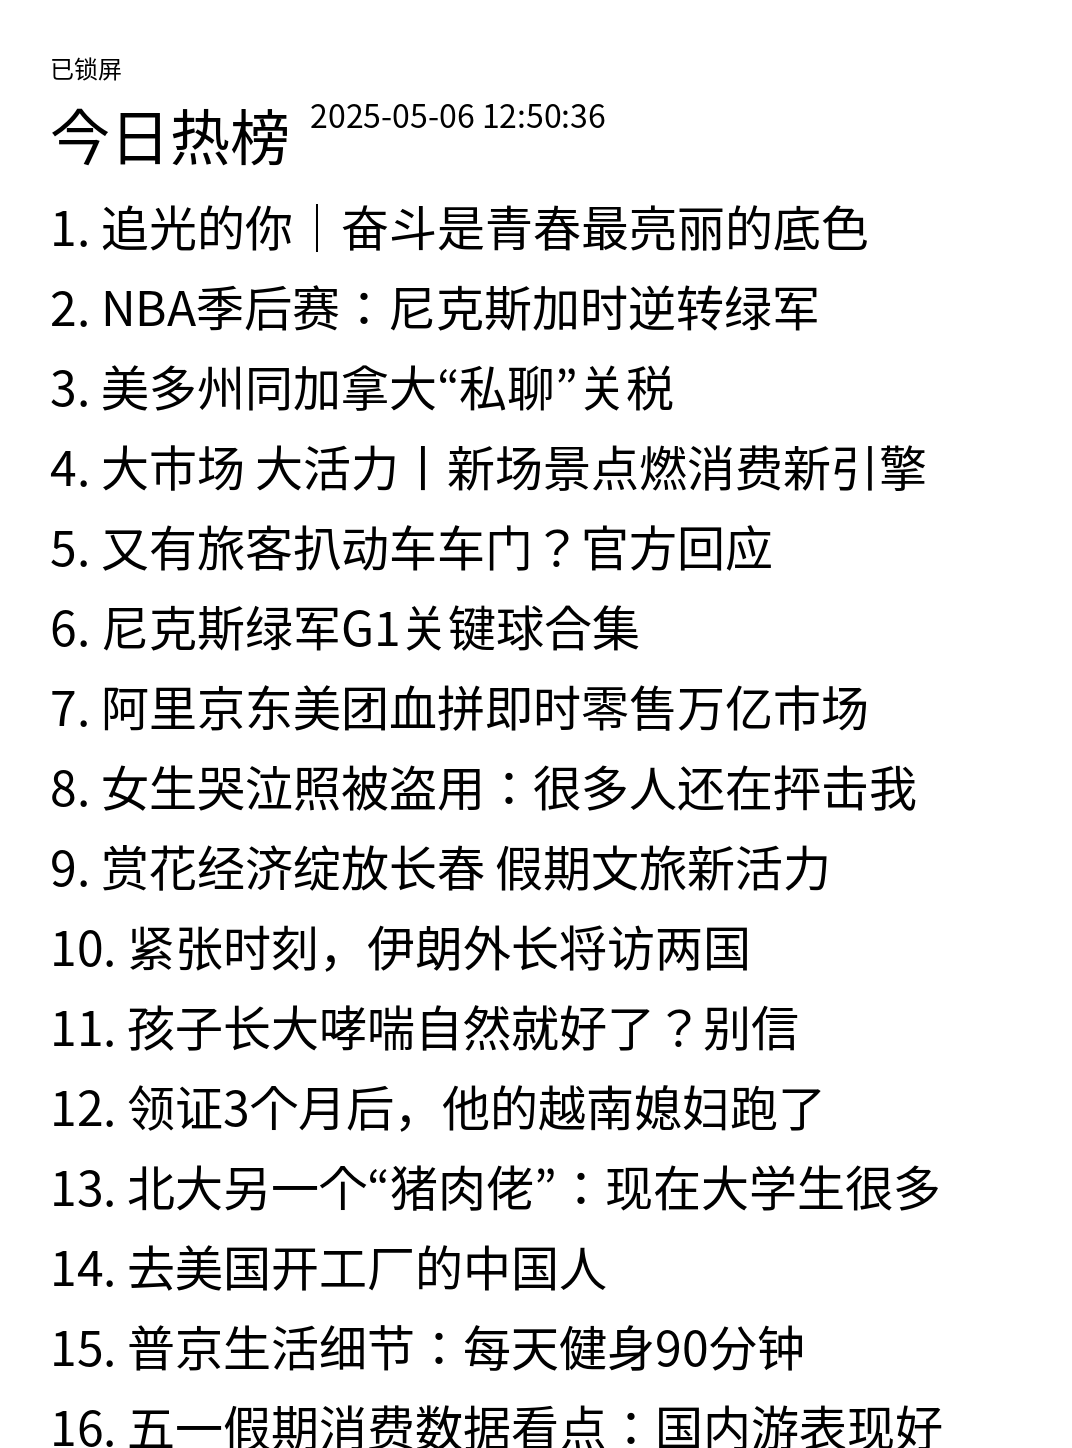 已锁屏
今日热榜 2025-05-06 12:50:36
1. 追光的你｜奋斗是青春最亮丽的底色
2. NBA季后赛：尼克斯加时逆转绿军
3. 美多州同加拿大“私聊”关税
4. 大市场 大活力丨新场景点燃消费新引擎
5. 又有旅客扒动车车门？官方回应
6. 尼克斯绿军G1关键球合集
7. 阿里京东美团血拼即时零售万亿市场
8. 女生哭泣照被盗用：很多人还在抨击我
9. 赏花经济绽放长春 假期文旅新活力
10. 紧张时刻，伊朗外长将访两国
11. 孩子长大哮喘自然就好了？别信
12. 领证3个月后，他的越南媳妇跑了
13. 北大另一个“猪肉佬”：现在大学生很多
14. 去美国开工厂的中国人
15. 普京生活细节：每天健身90分钟
16. 五一假期消费数据看点：国内游表现好